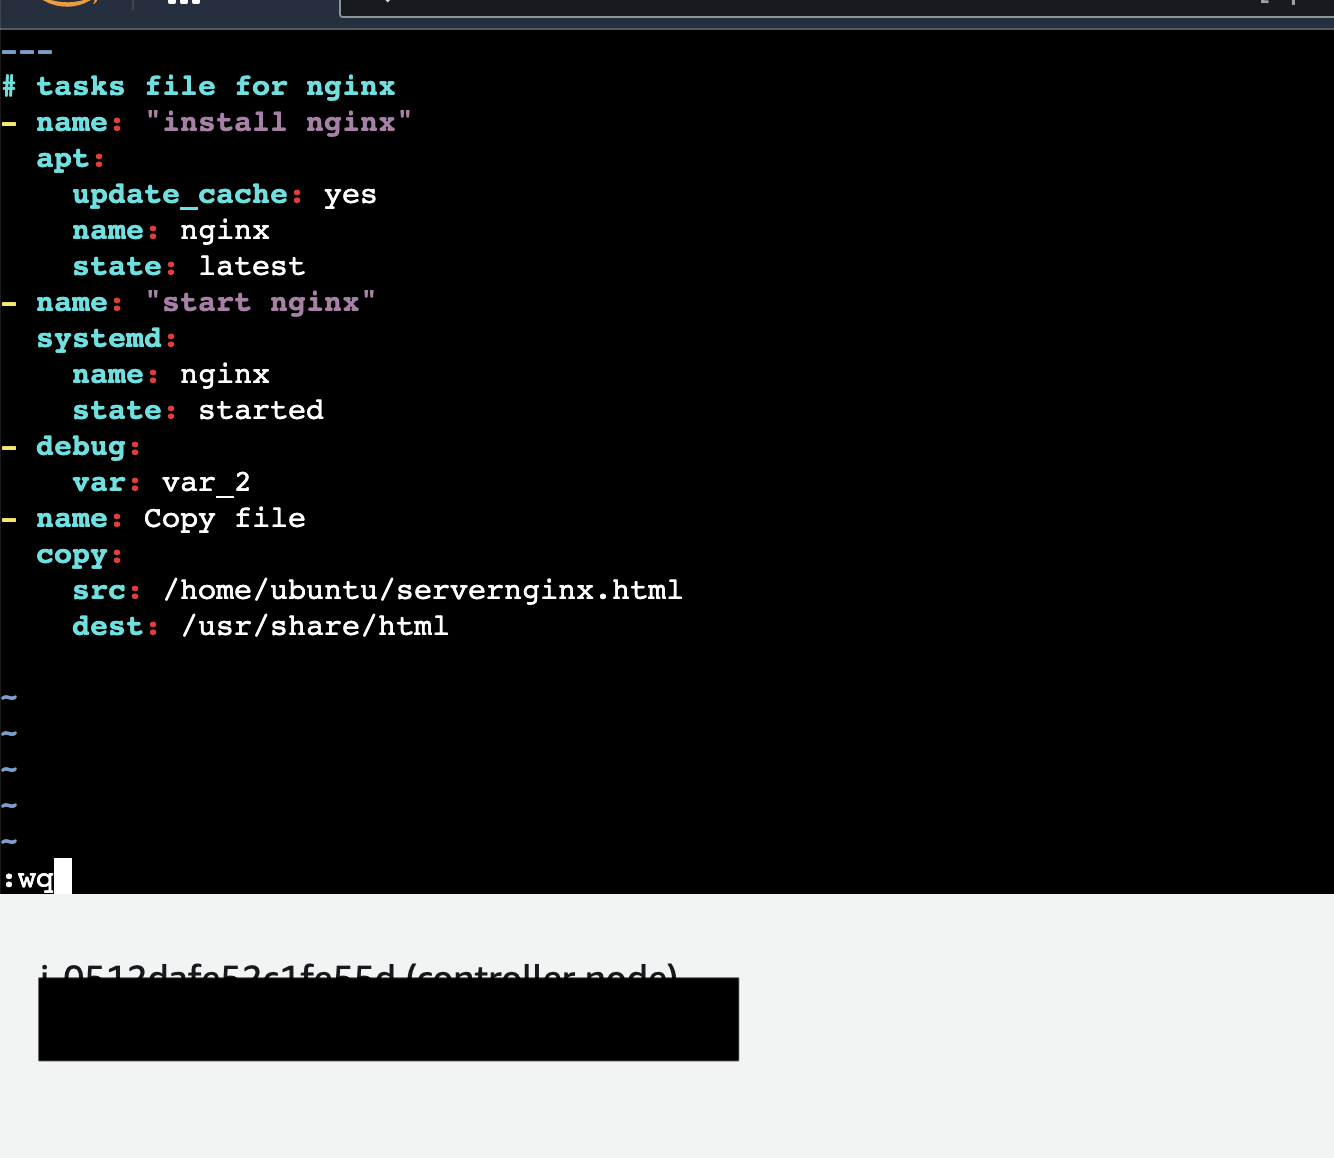 ---
# tasks file for nginx
- name: "install nginx"
  apt:
    update_cache: yes
    name: nginx
    state: latest
- name: "start nginx"
  systemd:
    name: nginx
    state: started
- debug:
    var: var_2
- name: Copy file
  copy:
    src: /home/ubuntu/servernginx.html
    dest: /usr/share/html
~
~
~
~
~
:wq
(controller node)